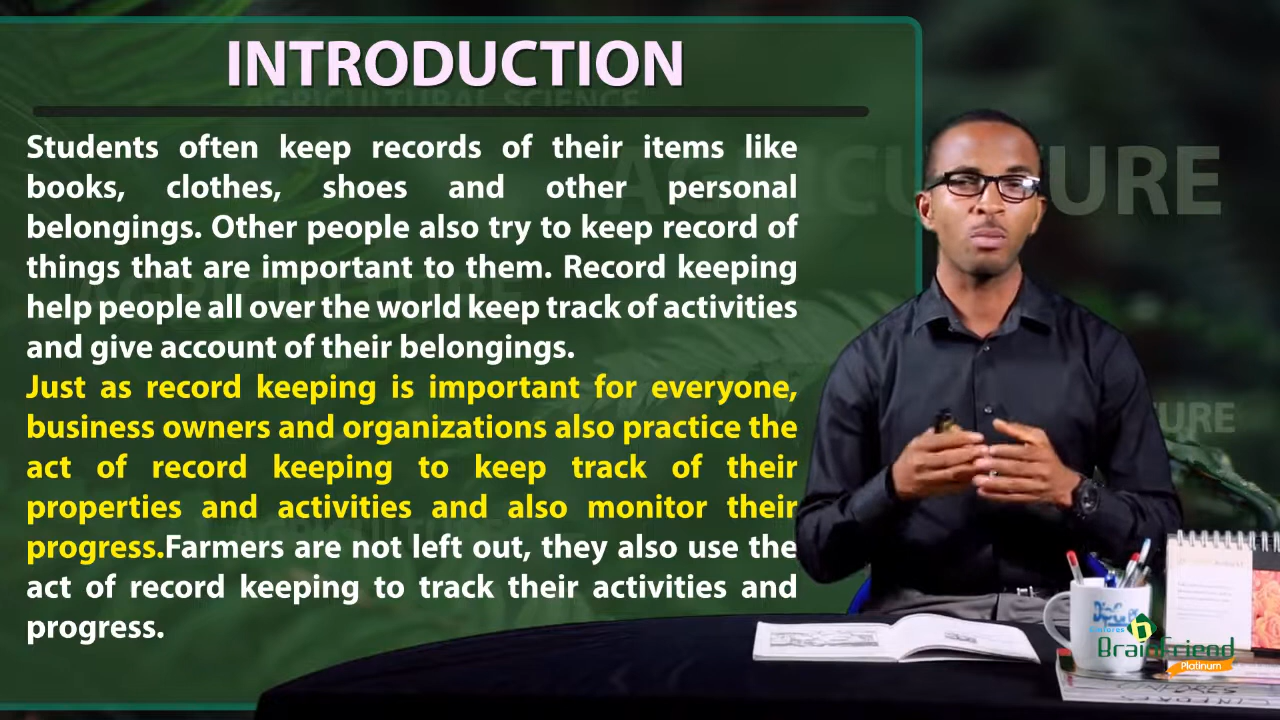 INTRODUCTION
AGRICULTURAL SCIENCE
Students often keep records of their items like
books, clothes, shoes and other personal
belongings. Other people also try to keep record of
things that are important to them. Record keeping
help people all over the world keep track of activities
and give account of their belongings.
Just as record keeping is important for everyone,
business owners and organizations also practice the
act of record keeping to keep track of their
properties and activities and also monitor their
progress.Farmers are not left out, they also use the
act of record keeping to track their activities and
progress.
BrainFriend
Platinum